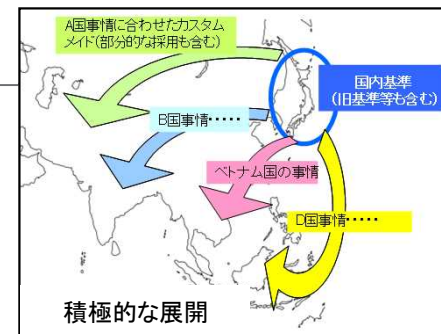 A国事情に合わせたカスタム
メイド(部分的な採用も含む)
国内基準
(旧基準等も含む)
B国事情・・・・・
ベトナム国の事情
D国事情・・・・・
積極的な展開